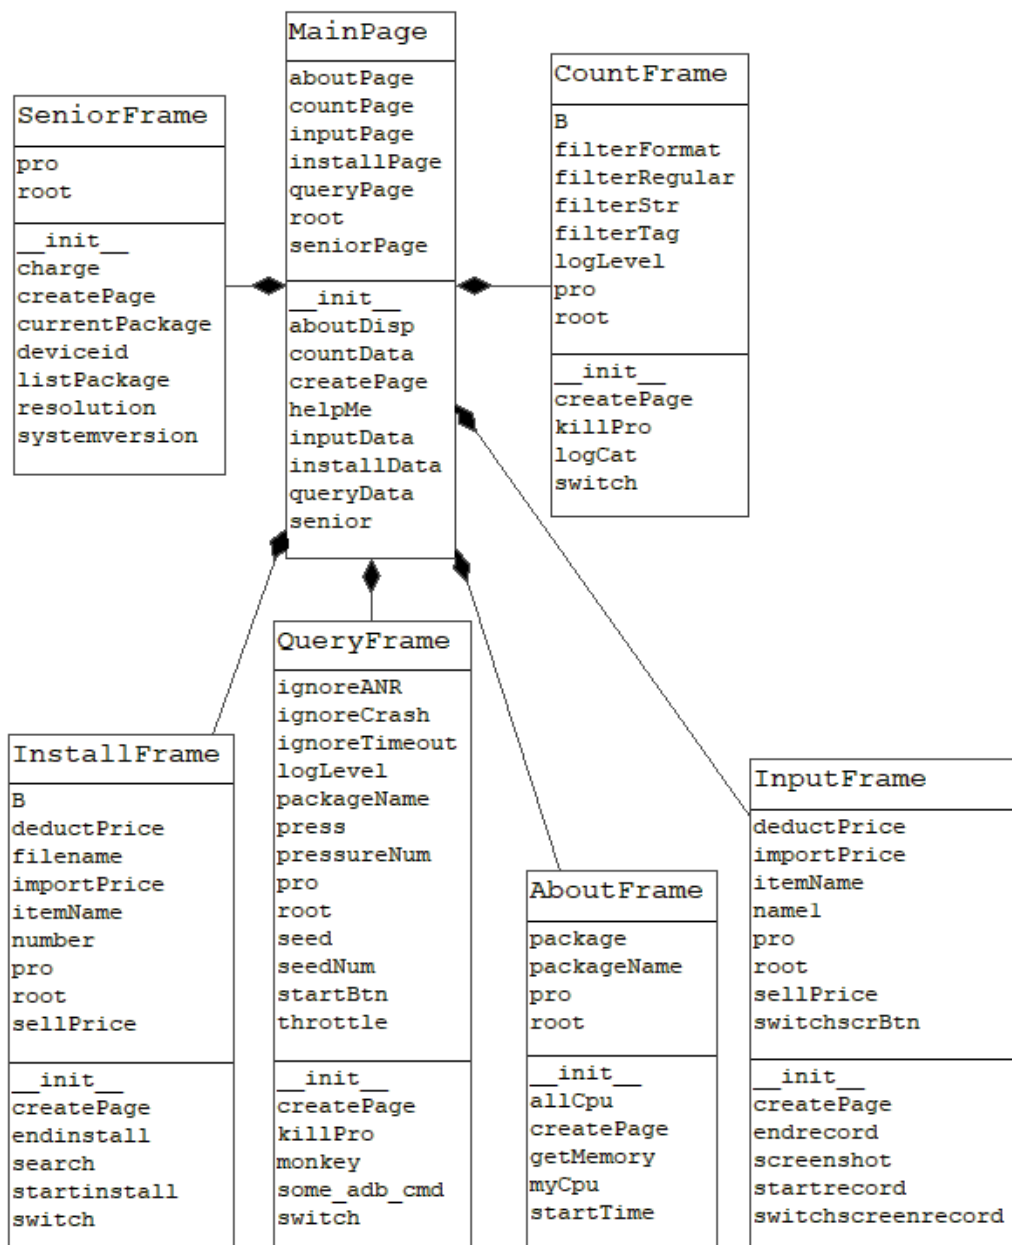 MainPage
aboutPage
countPage
inputPage
installPage
queryPage
root
seniorPage
__init__
aboutDisp
countData
createPage
helpMe
inputData
installData
queryData
senior
SeniorFrame
pro
root
__init__
charge
createPage
currentPackage
deviceid
listPackage
resolution
systemversion
CountFrame
B
filterFormat
filterRegular
filterStr
filterTag
logLevel
pro
root
__init__
createPage
killPro
logCat
switch
InstallFrame
B
deductPrice
filename
importPrice
itemName
number
pro
root
sellPrice
__init__
createPage
endinstall
search
startinstall
switch
QueryFrame
ignoreANR
ignoreCrash
ignoreTimeout
logLevel
packageName
press
pressureNum
pro
root
seed
seedNum
startBtn
throttle
__init__
createPage
killPro
monkey
some_adb_cmd
switch
AboutFrame
package
packageName
pro
root
__init__
allCpu
createPage
getMemory
myCpu
startTime
InputFrame
deductPrice
importPrice
itemName
name1
pro
root
sellPrice
switchscrBtn
__init__
createPage
endrecord
screenshot
startrecord
switchscreenrecord